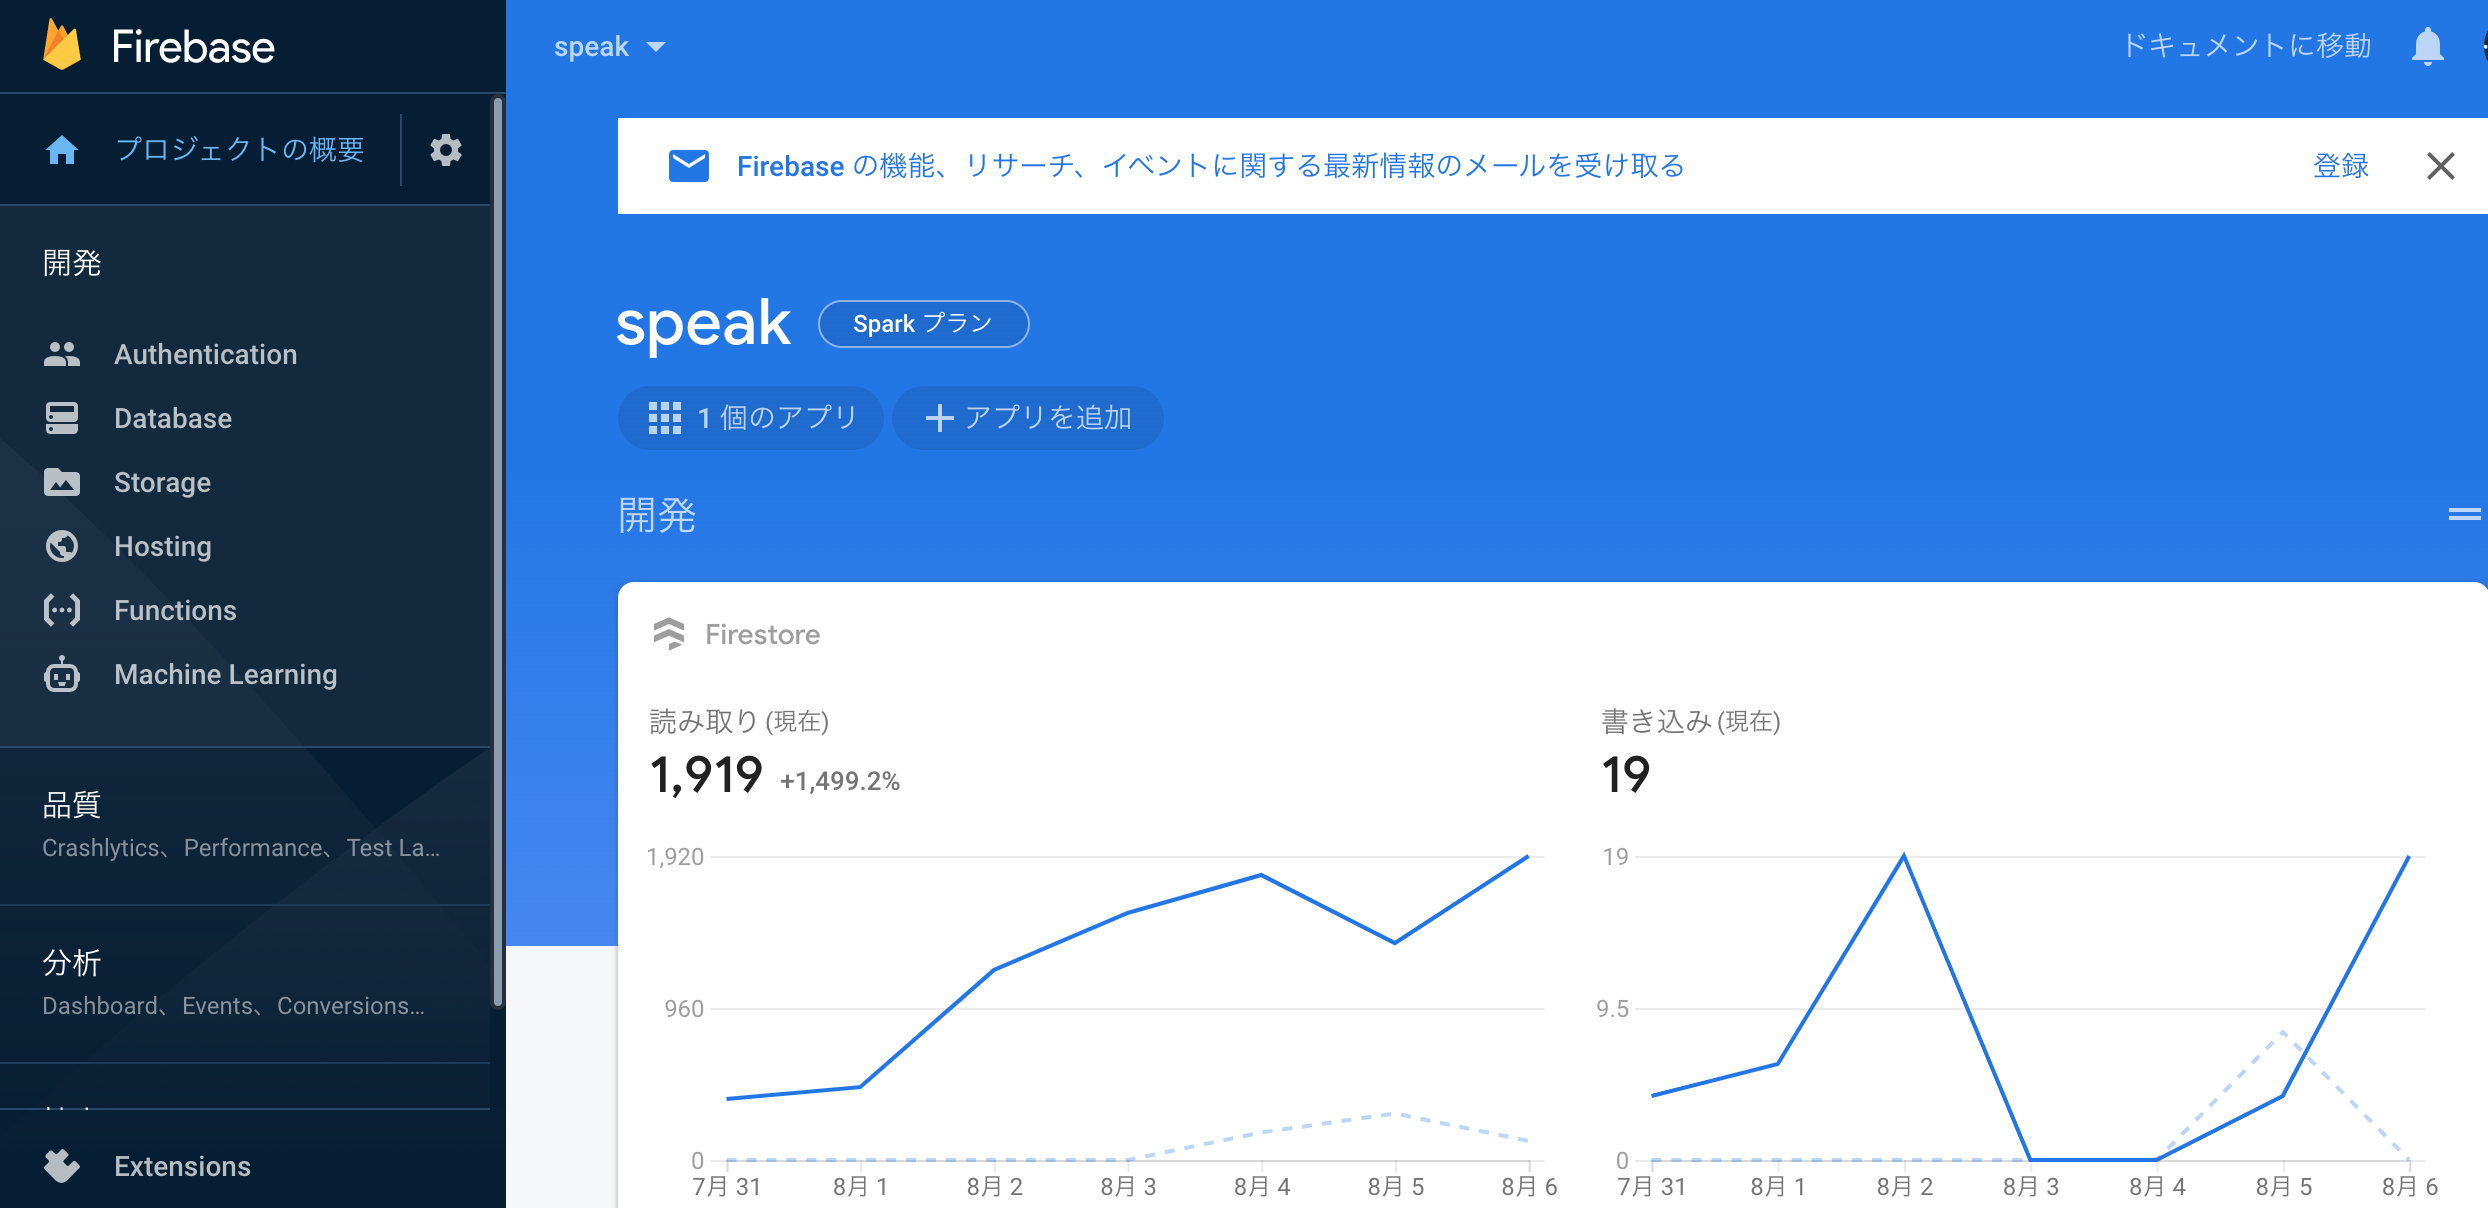 Firebase
プロジェクトの概要
開発
Authentication
Database
Storage
Hosting
Functions
Machine Learning
品質
Crashlytics、Performance、Test La...
分析
Dashboard、Events、Conversions...
Extensions
speak
ドキュメントに移動
Firebase の機能、リサーチ、イベントに関する最新情報のメールを受け取る
登録
speak
Spark プラン
1 個のアプリ
アプリを追加
開発
Firestore
読み取り (現在)
1,919 +1,499.2%
1,920
960
0
7月 31 8月 1 8月 2 8月 3 8月 4 8月 5 8月 6
書き込み (現在)
19
19
9.5
0
7月 31 8月 1 8月 2 8月 3 8月 4 8月 5 8月 6